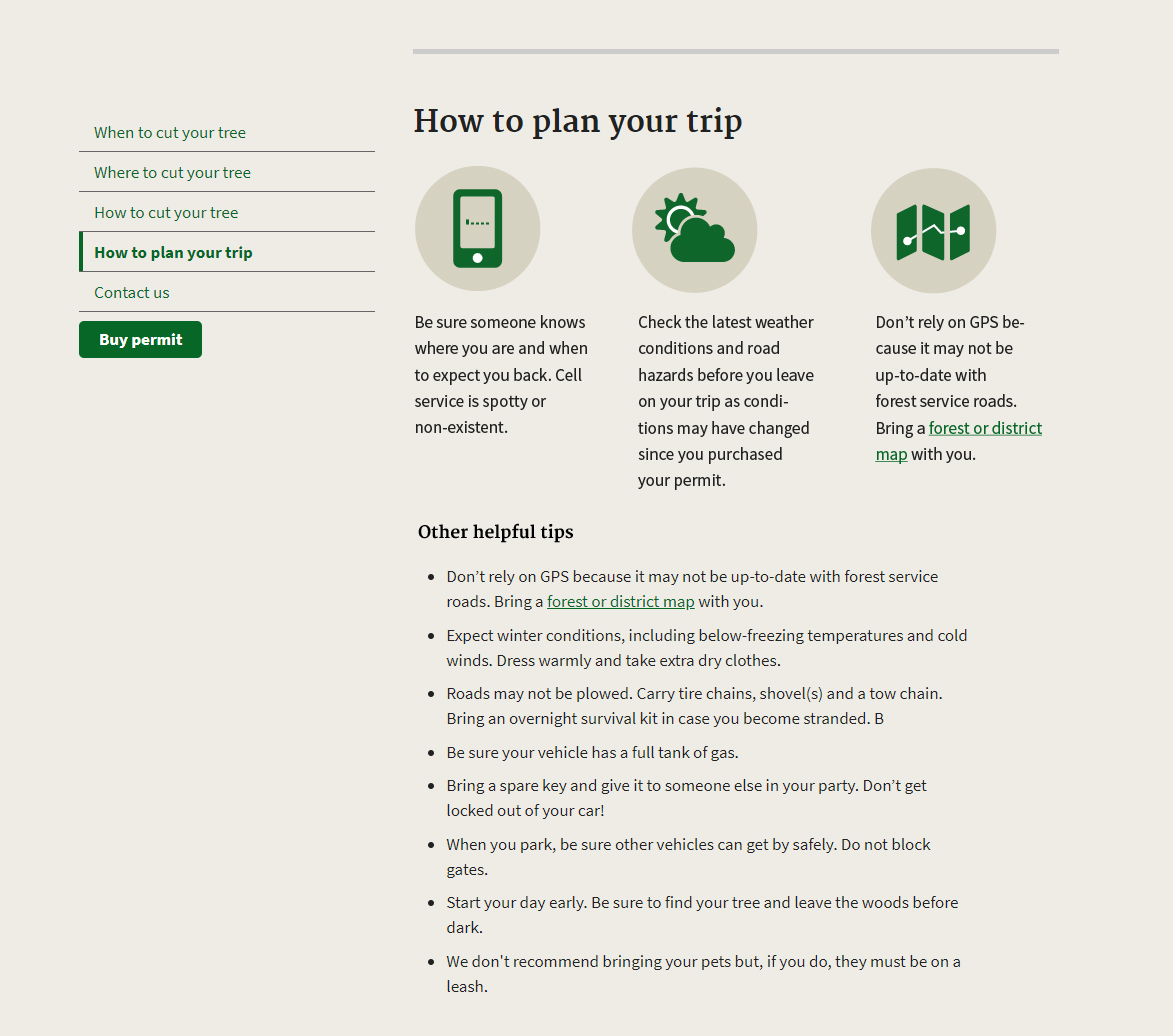 When to cut your tree
Where to cut your tree
How to cut your tree
How to plan your trip
Contact us
Buy permit
How to plan your trip
Be sure someone knows
where you are and when
to expect you back. Cell
service is spotty or
non-existent.
Check the latest weather
conditions and road
hazards before you leave
on your trip as condi-
tions may have changed
since you purchased
your permit.
Don’t rely on GPS be-
cause it may not be
up-to-date with
forest service roads.
Bring a forest or district
map with you.
Other helpful tips
Don’t rely on GPS because it may not be up-to-date with forest service
roads. Bring a forest or district map with you.
Expect winter conditions, including below-freezing temperatures and cold
winds. Dress warmly and take extra dry clothes.
Roads may not be plowed. Carry tire chains, shovel(s) and a tow chain.
Bring an overnight survival kit in case you become stranded. B
Be sure your vehicle has a full tank of gas.
Bring a spare key and give it to someone else in your party. Don’t get
locked out of your car!
When you park, be sure other vehicles can get by safely. Do not block
gates.
Start your day early. Be sure to find your tree and leave the woods before
dark.
We don't recommend bringing your pets but, if you do, they must be on a
leash.